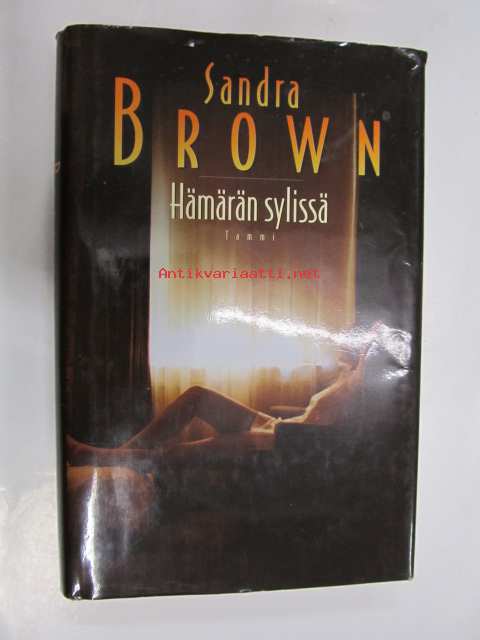 Sandra
BROWN
Hämärän sylissä
Tammi
Antikvariaatti.net